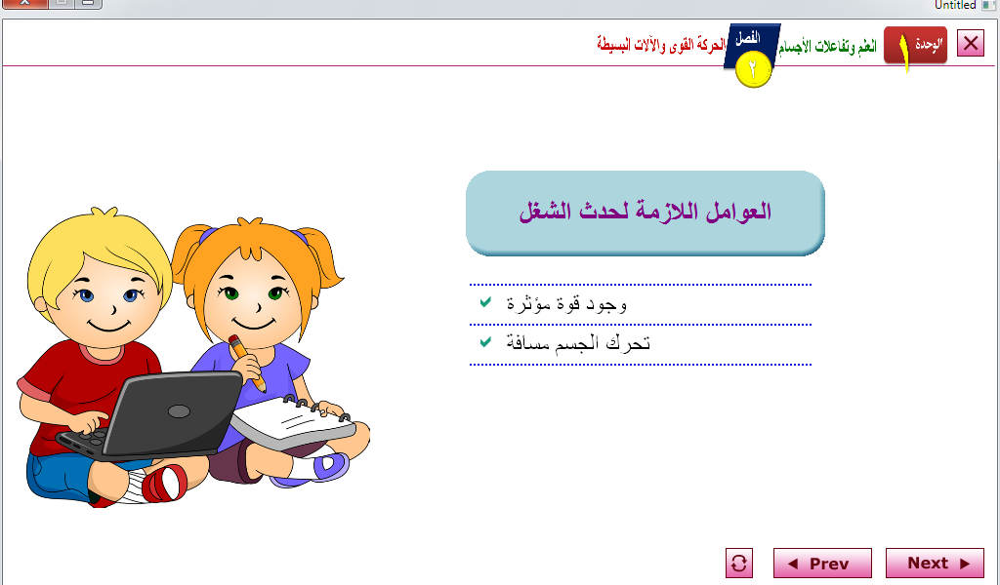 Untitled
الوحدة ١ العلم وتفاعلات الأجسام الفصل ٢ الحركة القوى والآلات البسيطة
العوامل اللازمة لحدث الشغل
وجود قوة مؤثرة
تحرك الجسم مسافة
Prev Next